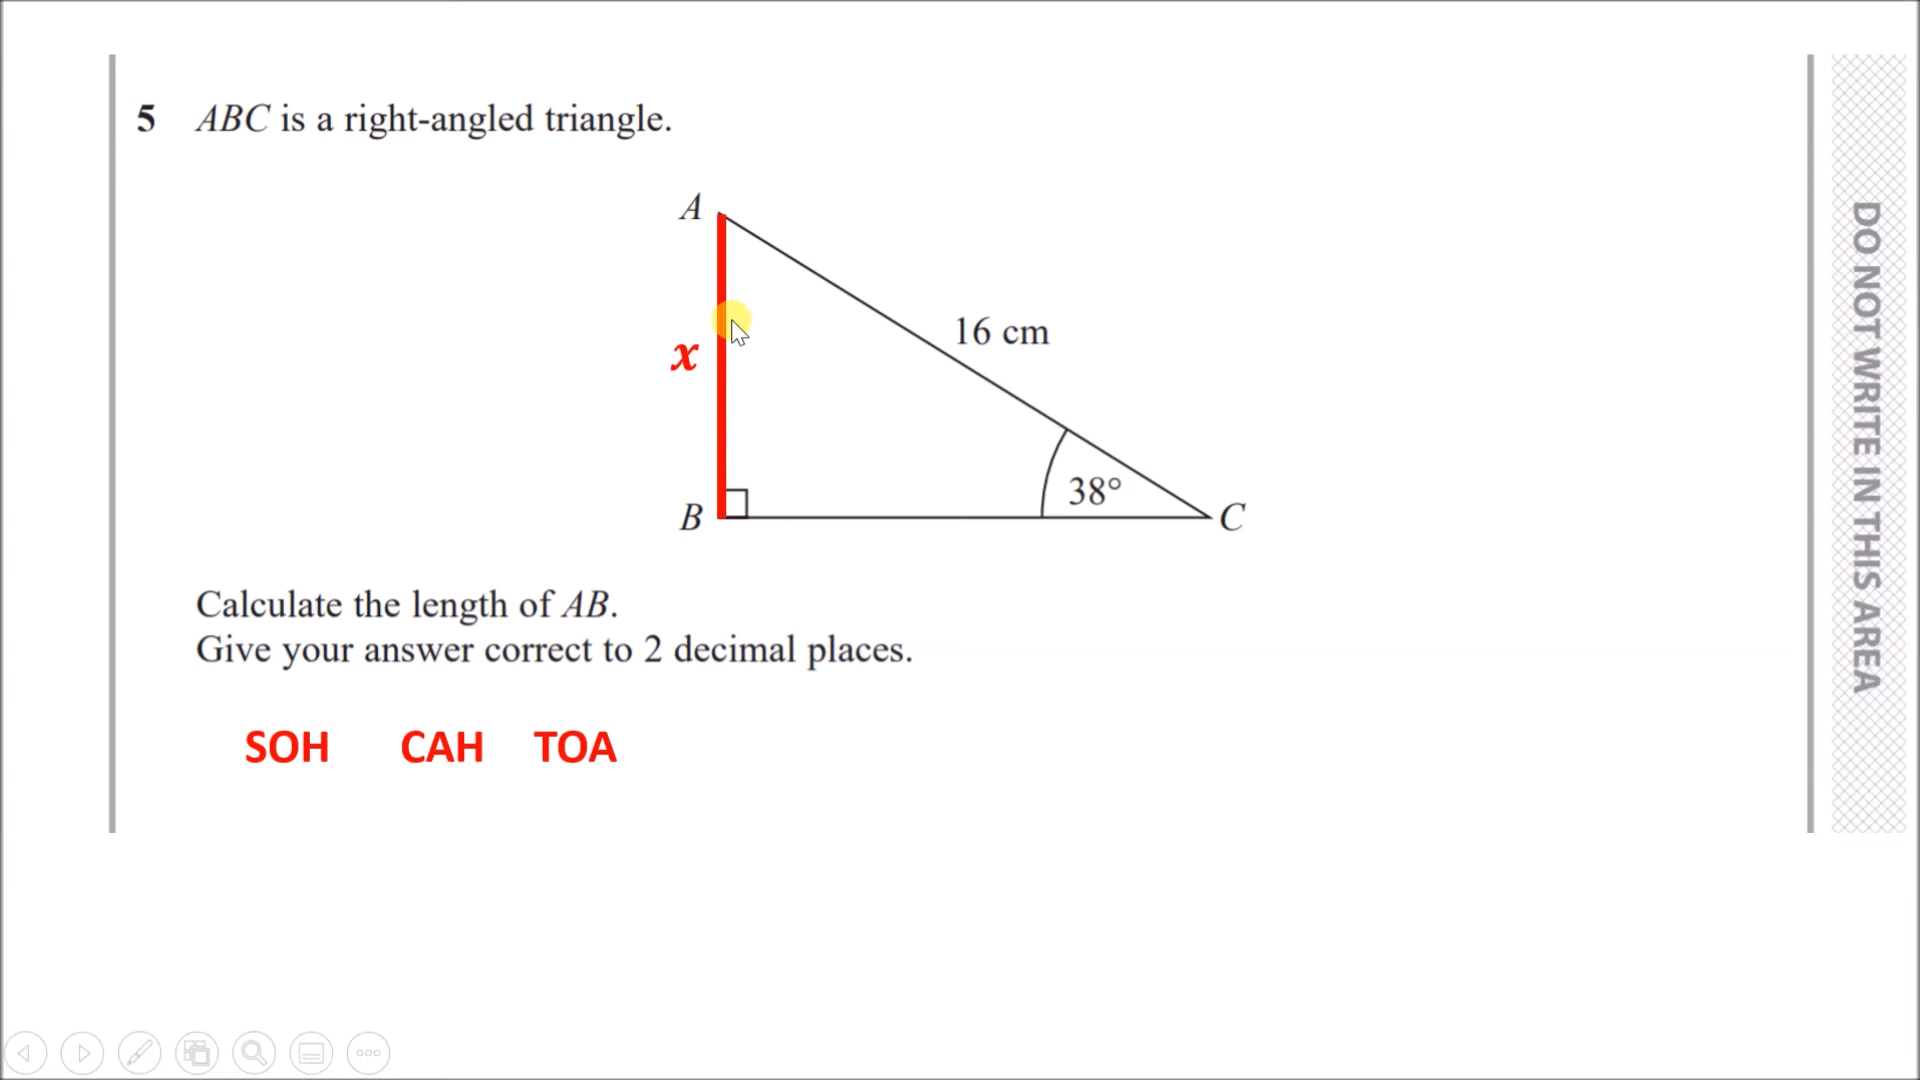 5 ABC is a right-angled triangle.
A
16 cm
x
38°
B
C
Calculate the length of AB.
Give your answer correct to 2 decimal places.
SOH CAH TOA
DO NOT WRITE IN THIS AREA